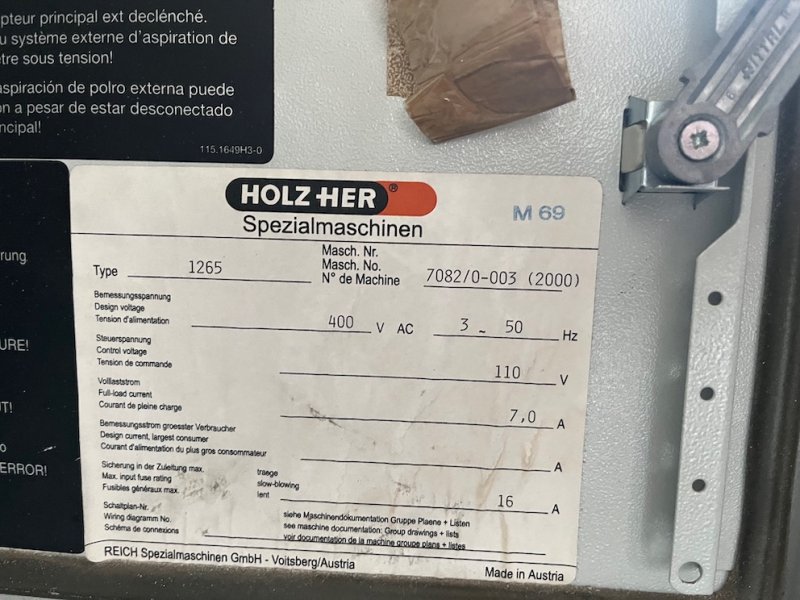 pteur principal ext declénché.
u système externe d'aspiration de
tre sous tension!
aspiración de polro externa puede
n a pesar de estar desconectado
ncipal!
115.1649H3-0
HOLZ-HER®
Spezialmaschinen
M 69
Type 1265
Masch. Nr.
Masch. No.
N° de Machine 7082/0-003 (2000)
Bemessungsspannung
Design voltage
Tension d'alimentation 400 V AC 3 ~ 50 Hz
Steuerspannung
Control voltage
Tension de commande 110 V
Volllaststrom
Full-load current
Courant de pleine charge 7,0 A
Bemessungsstrom groesster Verbraucher
Design current, largest consumer
Courant d'alimentation du plus gros consommateur A
Sicherung in der Zuleitung max. traege
Max. input fuse rating slow-blowing
Fusibles généraux max. lent 16 A
Schaltplan-Nr. siehe Maschinendokumentation Gruppe Plaene + Listen
Wiring diagramm No. see machine documentation: Group drawings + lists
Schéma de connexions voir documentation de la machine groupe plans + listes
REICH Spezialmaschinen GmbH - Voitsberg/Austria Made in Austria
rung
URE!
T!
o
ERROR!
RITTAL